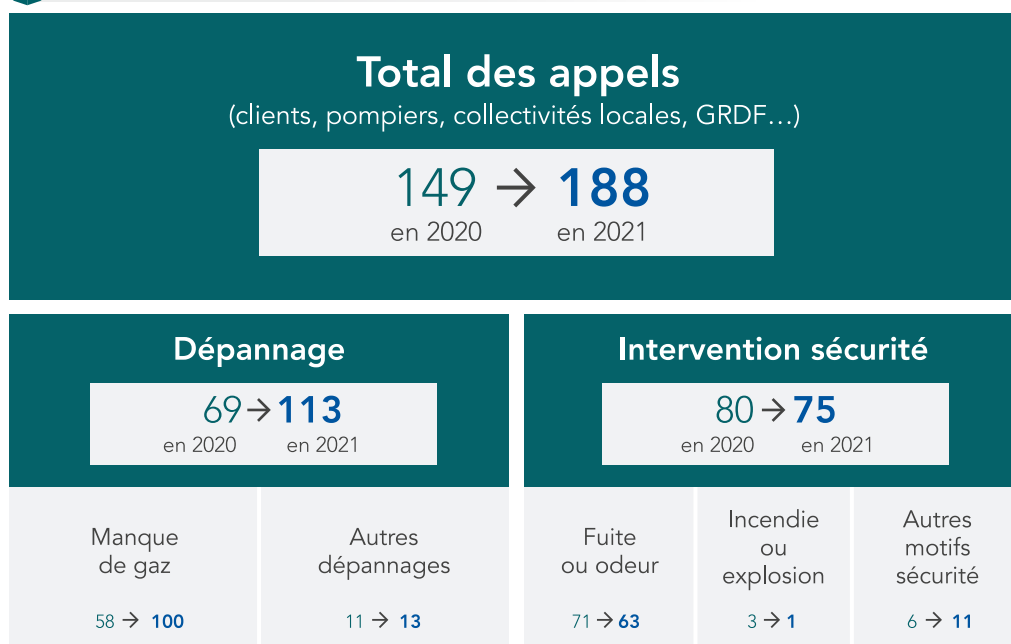 Total des appels
(clients, pompiers, collectivités locales, GRDF...)
149 → 188
en 2020 en 2021
Dépannage
69 → 113
en 2020 en 2021
Manque
de gaz
58 → 100
Autres
dépannages
11 → 13
Intervention sécurité
80 → 75
en 2020 en 2021
Fuite
ou odeur
71 → 63
Incendie
ou
explosion
3 → 1
Autres
motifs
sécurité
6 → 11